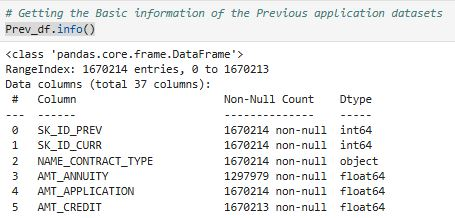 # Getting the Basic information of the Previous application datasets
Prev_df.info()
<class 'pandas.core.frame.DataFrame'>
RangeIndex: 1670214 entries, 0 to 1670213
Data columns (total 37 columns):
 #   Column                       Non-Null Count    Dtype
---  ------                       --------------    -----
 0   SK_ID_PREV                   1670214 non-null  int64
 1   SK_ID_CURR                   1670214 non-null  int64
 2   NAME_CONTRACT_TYPE           1670214 non-null  object
 3   AMT_ANNUITY                  1297979 non-null  float64
 4   AMT_APPLICATION              1670214 non-null  float64
 5   AMT_CREDIT                   1670213 non-null  float64